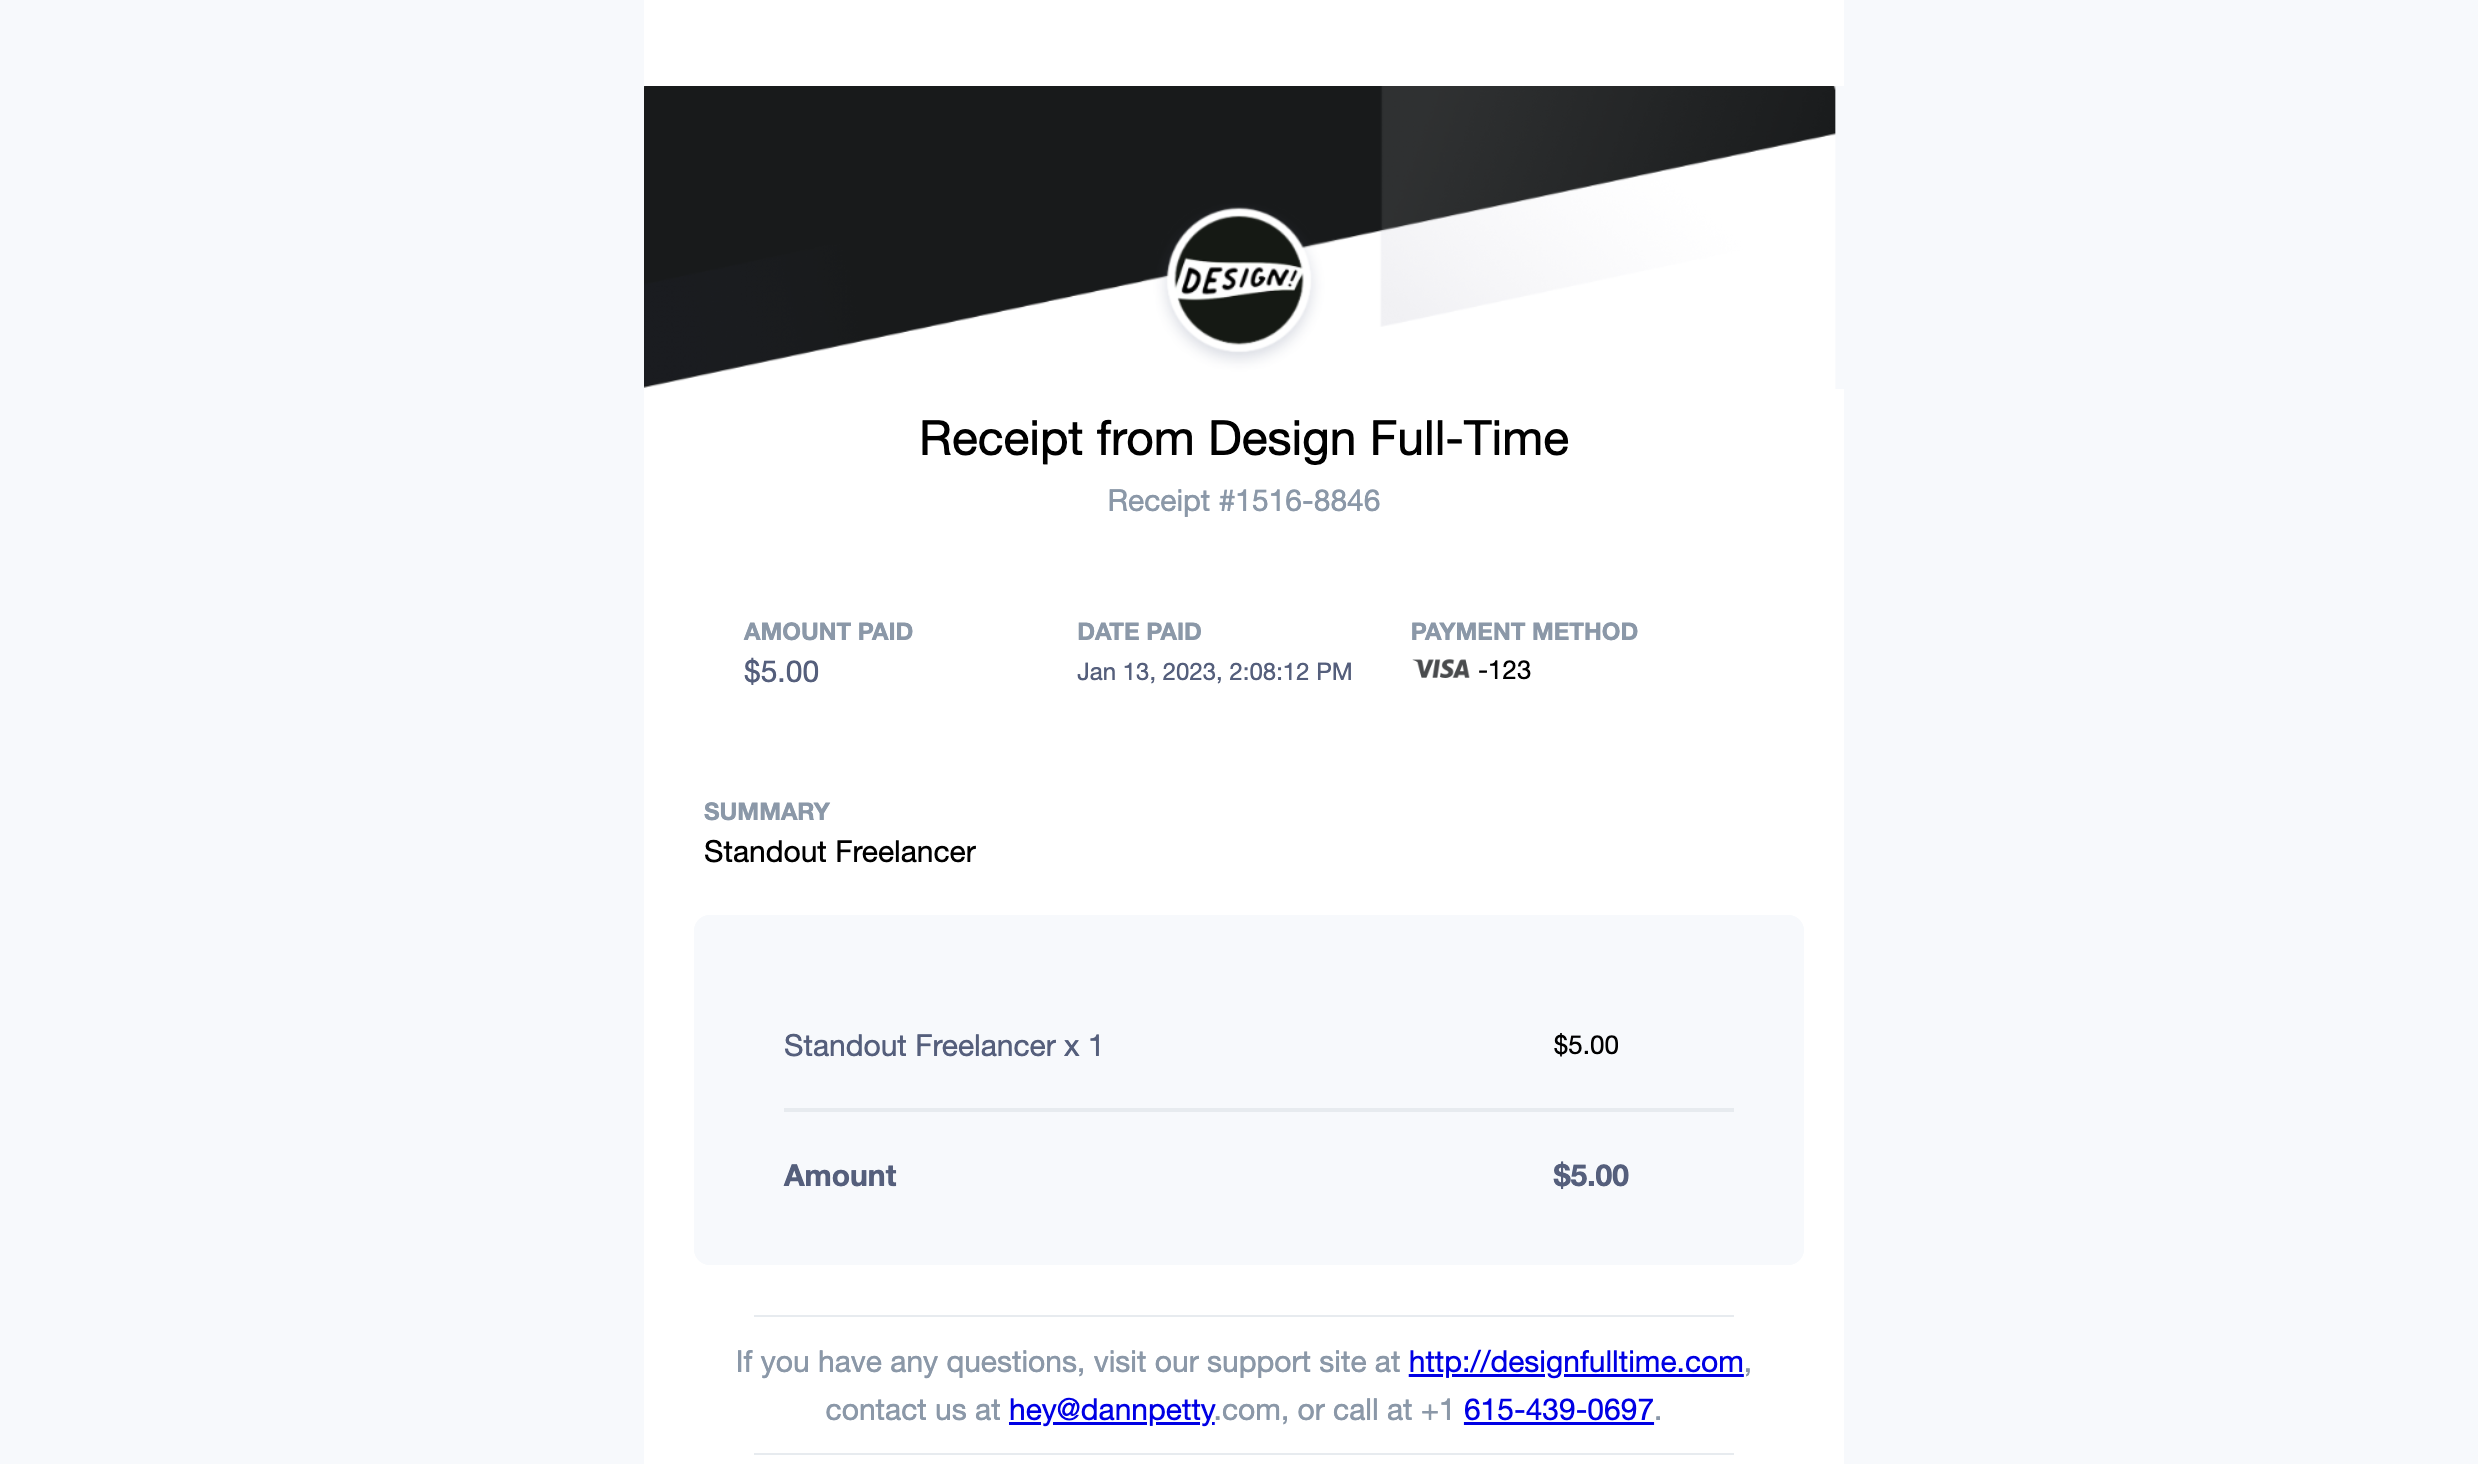 DESIGN!
Receipt from Design Full-Time
Receipt #1516-8846
AMOUNT PAID
$5.00
DATE PAID
Jan 13, 2023, 2:08:12 PM
PAYMENT METHOD
VISA -123
SUMMARY
Standout Freelancer
Standout Freelancer x 1 $5.00
Amount $5.00
If you have any questions, visit our support site at http://designfulltime.com,
contact us at hey@dannpetty.com, or call at +1 615-439-0697.